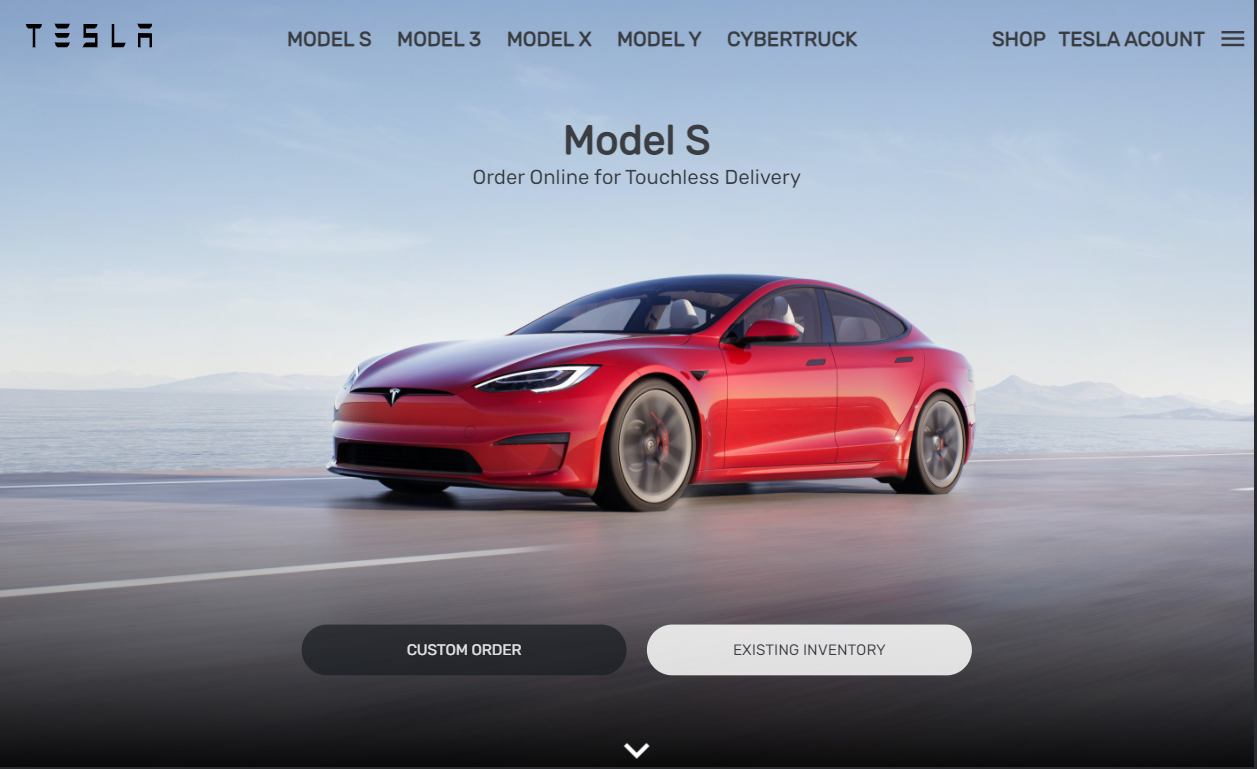 TESLA
MODEL S MODEL 3 MODEL X MODEL Y CYBERTRUCK
SHOP TESLA ACOUNT
Model S
Order Online for Touchless Delivery
CUSTOM ORDER
EXISTING INVENTORY